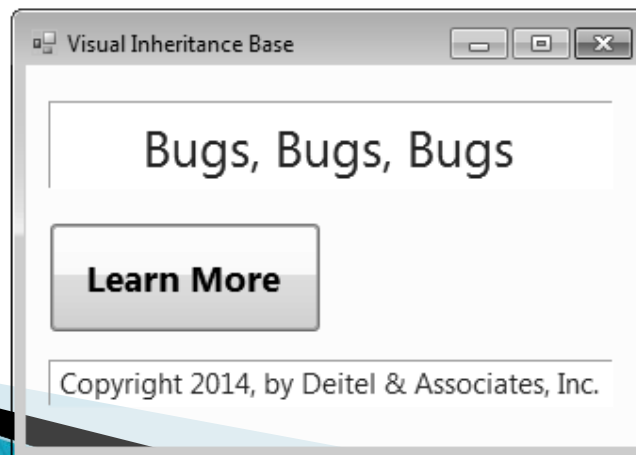 Visual Inheritance Base
Bugs, Bugs, Bugs
Learn More
Copyright 2014, by Deitel & Associates, Inc.